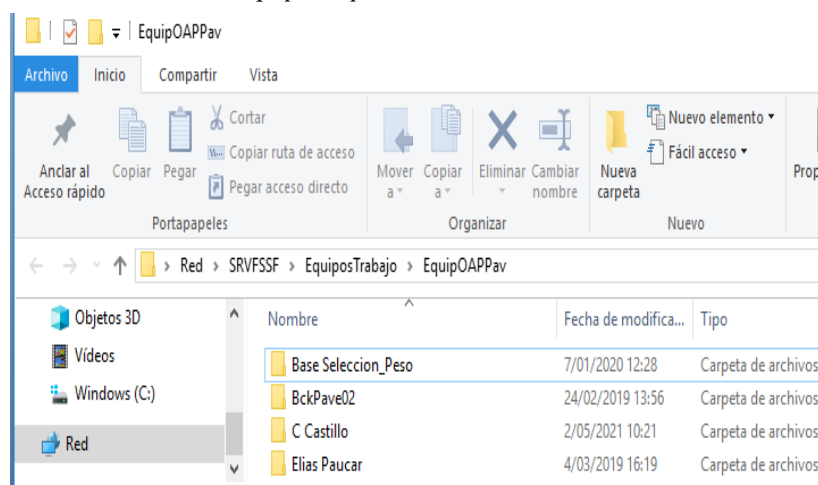 EquipOAPPav
Archivo Inicio Compartir Vista
Anclar al Acceso rápido
Copiar
Pegar
Cortar
Copiar ruta de acceso
Pegar acceso directo
Portapapeles
Mover a
Copiar a
Eliminar
Cambiar nombre
Organizar
Nueva carpeta
Nuevo elemento
Fácil acceso
Nuevo
Prop
Red > SRVFSSF > EquiposTrabajo > EquipOAPPav
Objetos 3D
Vídeos
Windows (C:)
Red
Nombre Fecha de modifica... Tipo
Base Seleccion_Peso 7/01/2020 12:28 Carpeta de archivos
BckPave02 24/02/2019 13:56 Carpeta de archivos
C Castillo 2/05/2021 10:21 Carpeta de archivos
Elias Paucar 4/03/2019 16:19 Carpeta de archivos